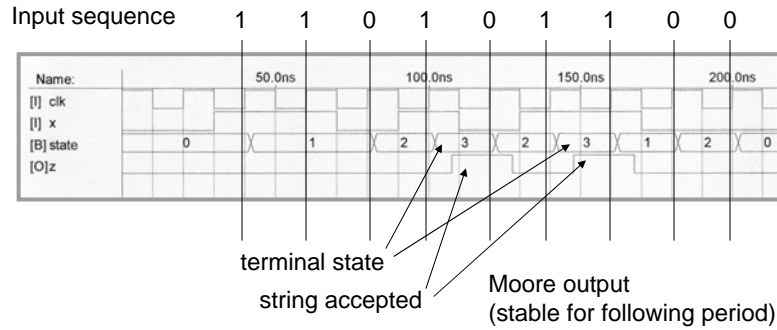 Input sequence 1 1 0 1 0 1 1 0 0
Name: 50.0ns 100.0ns 150.0ns 200.0ns
[I] clk
[I] x
[B] state 0 1 2 3 2 3 1 2 0
[O]z
terminal state
string accepted
Moore output
(stable for following period)